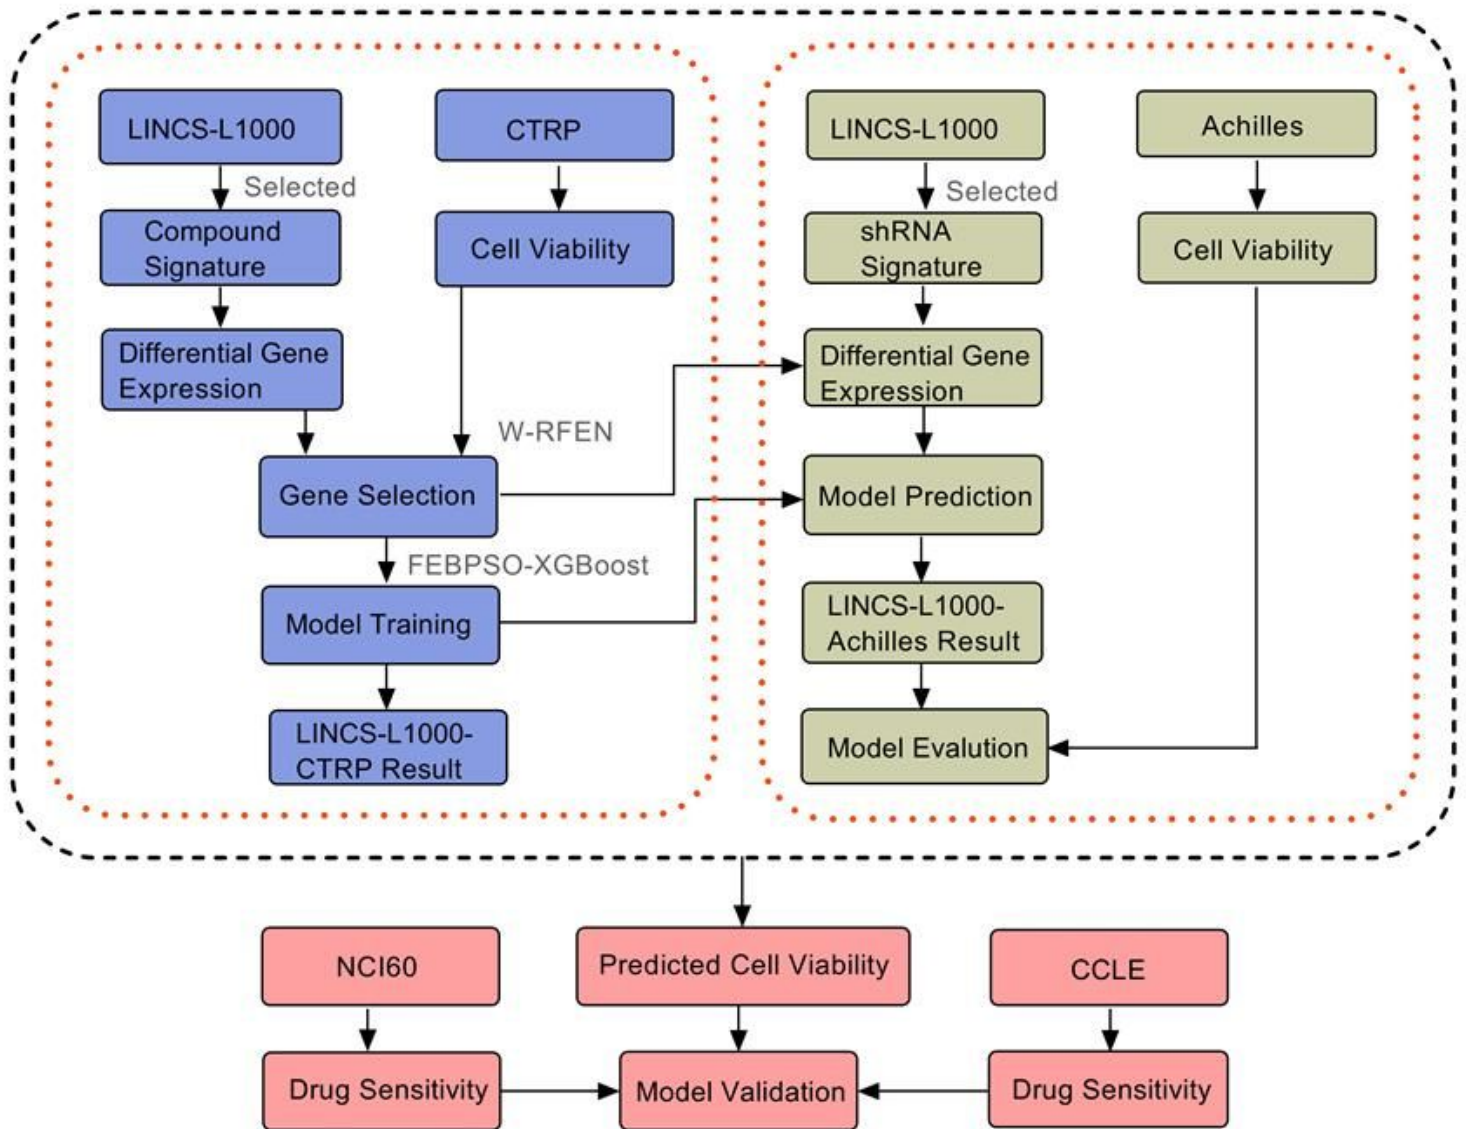 LINCS-L1000
CTRP
LINCS-L1000
Achilles
Selected
Selected
Compound
Signature
Cell Viability
shRNA
Signature
Cell Viability
Differential Gene
Expression
Differential Gene
Expression
W-RFEN
Gene Selection
Model Prediction
FEBPSO-XGBoost
Model Training
LINCS-L1000-
Achilles Result
LINCS-L1000-
CTRP Result
Model Evalution
NCI60
Predicted Cell Viability
CCLE
Drug Sensitivity
Model Validation
Drug Sensitivity